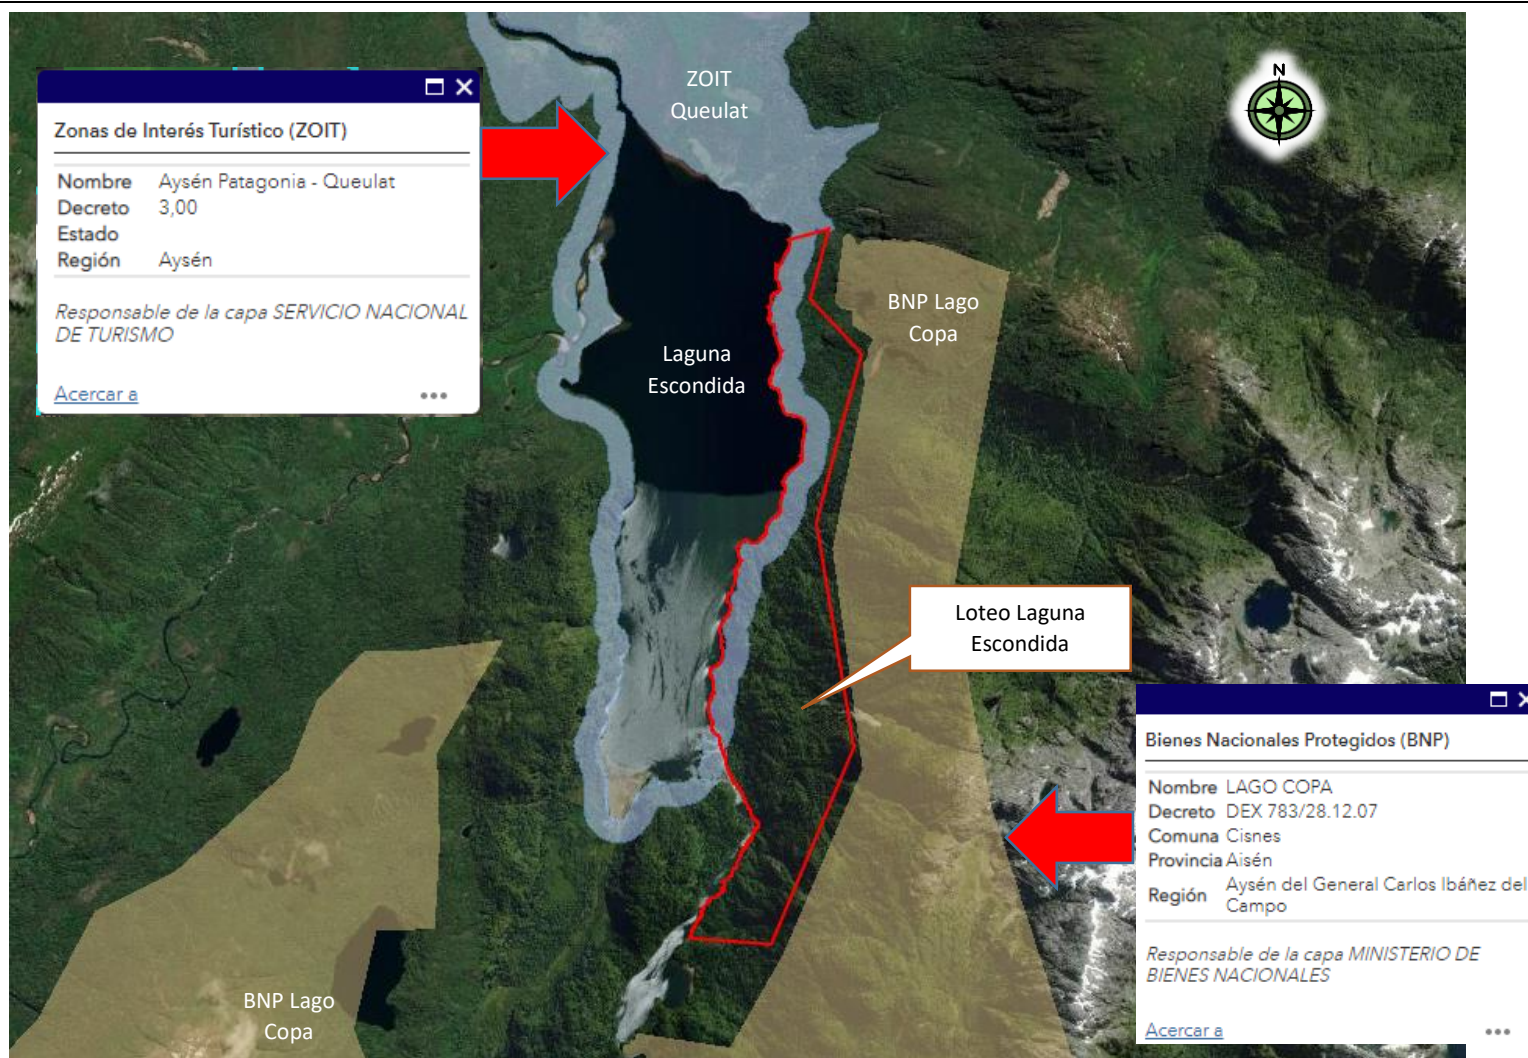 ZOIT
Queulat
N
Zonas de Interés Turístico (ZOIT)
Nombre Aysén Patagonia - Queulat
Decreto 3,00
Estado
Región Aysén
Responsable de la capa SERVICIO NACIONAL
DE TURISMO
Acercar a
BNP Lago
Copa
Laguna
Escondida
Loteo Laguna
Escondida
Bienes Nacionales Protegidos (BNP)
Nombre LAGO COPA
Decreto DEX 783/28.12.07
Comuna Cisnes
Provincia Aisén
Región Aysén del General Carlos Ibáñez del
Campo
Responsable de la capa MINISTERIO DE
BIENES NACIONALES
Acercar a
BNP Lago
Copa